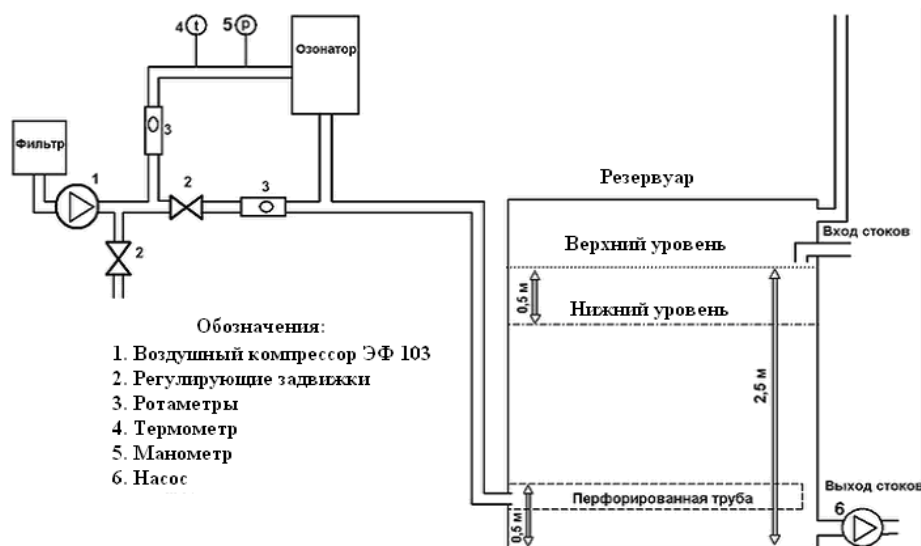 4
t
5
p
Озонатор
Фильтр
3
1
2
3
2
Резервуар
Вход стоков
Верхний уровень
0,5 м
Нижний уровень
2,5 м
Обозначения:
1. Воздушный компрессор ЭФ 103
2. Регулирующие задвижки
3. Ротаметры
4. Термометр
5. Манометр
6. Насос
Перфорированная труба
0,5 м
Выход стоков
6